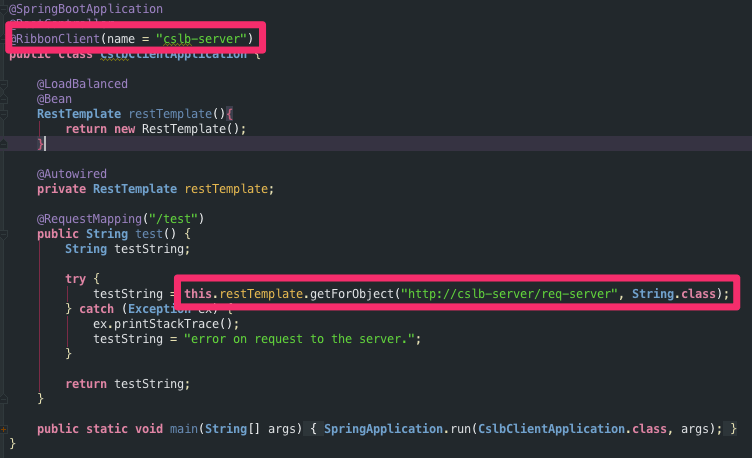 @SpringBootApplication
@RibbonClient(name = "cslb-server")
public class CslbClientApplication {
@LoadBalanced
@Bean
RestTemplate restTemplate(){
return new RestTemplate();
}
@Autowired
private RestTemplate restTemplate;
@RequestMapping("/test")
public String test() {
String testString;
try {
testString = this.restTemplate.getForObject("http://cslb-server/req-server", String.class);
} catch (Exception ex) {
ex.printStackTrace();
testString = "error on request to the server.";
}
return testString;
}
public static void main(String[] args) { SpringApplication.run(CslbClientApplication.class, args); }
}